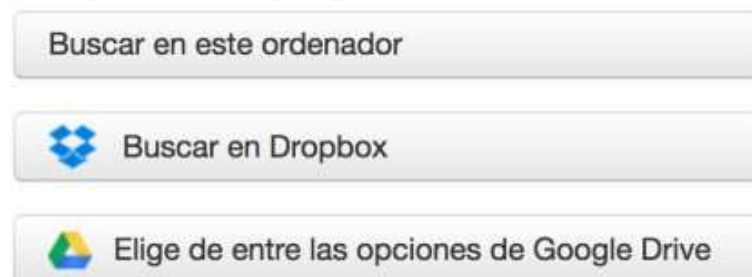 Buscar en este ordenador
Buscar en Dropbox
Elige de entre las opciones de Google Drive